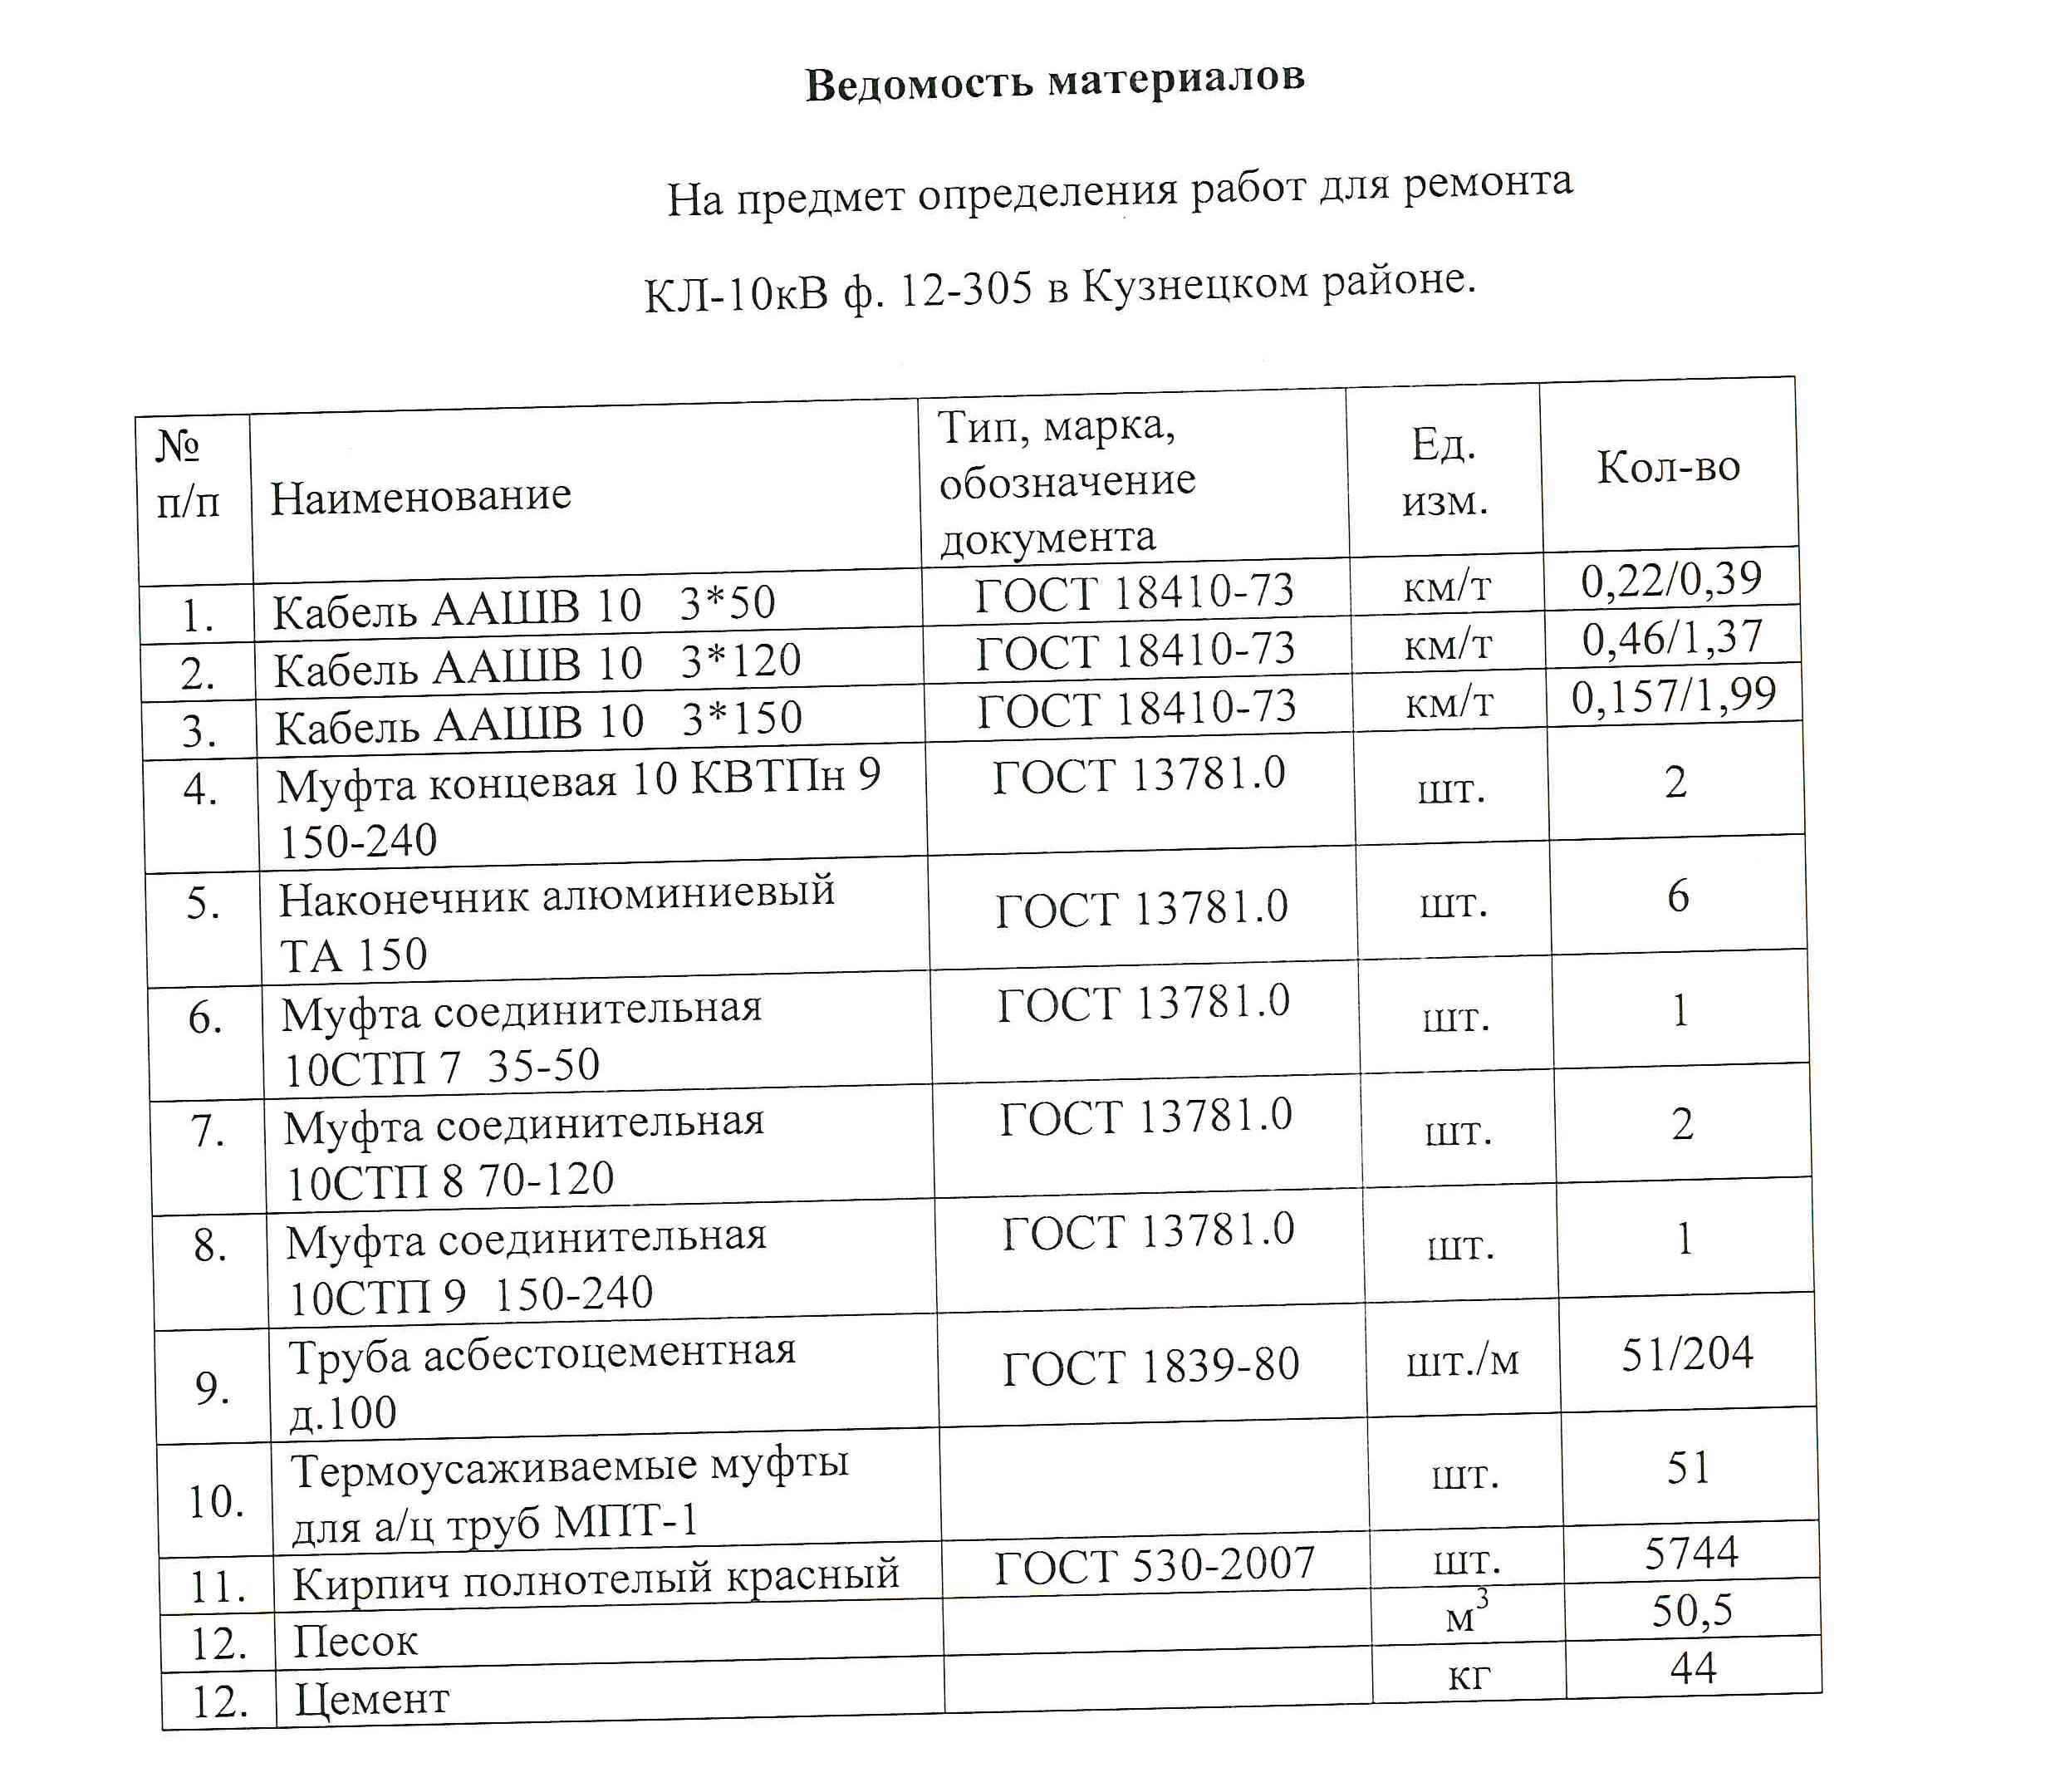 Ведомость материалов
На предмет определения работ для ремонта
КЛ-10кВ ф. 12-305 в Кузнецком районе.
№ п/п Наименование Тип, марка, обозначение документа Ед. изм. Кол-во
1. Кабель ААШВ 10 3*50 ГОСТ 18410-73 км/т 0,22/0,39
2. Кабель ААШВ 10 3*120 ГОСТ 18410-73 км/т 0,46/1,37
3. Кабель ААШВ 10 3*150 ГОСТ 18410-73 км/т 0,157/1,99
4. Муфта концевая 10 КВТПн 9 ГОСТ 13781.0 шт. 2
150-240
5. Наконечник алюминиевый ГОСТ 13781.0 шт. 6
ТА 150
6. Муфта соединительная ГОСТ 13781.0 шт. 1
10СТП 7 35-50
7. Муфта соединительная ГОСТ 13781.0 шт. 2
10СТП 8 70-120
8. Муфта соединительная ГОСТ 13781.0 шт. 1
10СТП 9 150-240
9. Труба асбестоцементная ГОСТ 1839-80 шт./м 51/204
д.100
10. Термоусаживаемые муфты шт. 51
для а/ц труб МПТ-1
11. Кирпич полнотелый красный ГОСТ 530-2007 шт. 5744
12. Песок м³ 50,5
12. Цемент кг 44